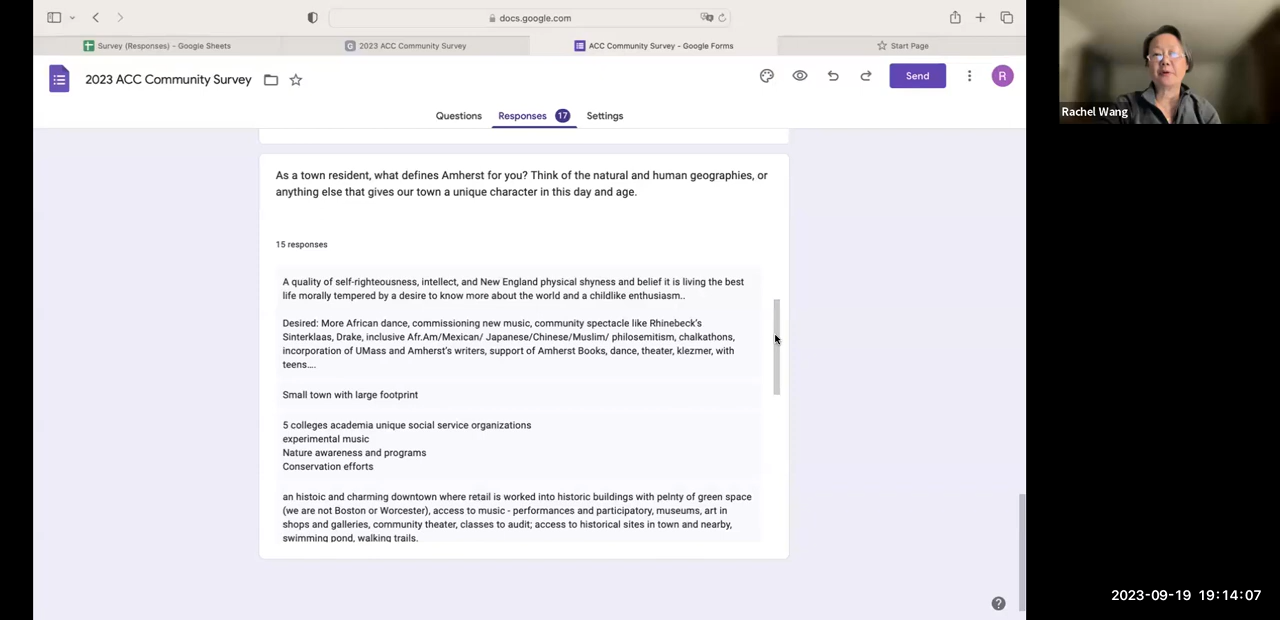 docs.google.com
Survey (Responses) - Google Sheets
2023 ACC Community Survey
ACC Community Survey - Google Forms
Start Page
2023 ACC Community Survey
Send
R
Questions
Responses 17
Settings
Rachel Wang
As a town resident, what defines Amherst for you? Think of the natural and human geographies, or
anything else that gives our town a unique character in this day and age.
15 responses
A quality of self-righteousness, intellect, and New England physical shyness and belief it is living the best
life morally tempered by a desire to know more about the world and a childlike enthusiasm..
Desired: More African dance, commissioning new music, community spectacle like Rhinebeck's
Sinterklaas, Drake, inclusive Afr.Am/Mexican/ Japanese/Chinese/Muslim/ philosemitism, chalkathons,
incorporation of UMass and Amherst's writers, support of Amherst Books, dance, theater, klezmer, with
teens....
Small town with large footprint
5 colleges academia unique social service organizations
experimental music
Nature awareness and programs
Conservation efforts
an histoic and charming downtown where retail is worked into historic buildings with pelnty of green space
(we are not Boston or Worcester), access to music - performances and participatory, museums, art in
shops and galleries, community theater, classes to audit; access to historical sites in town and nearby,
swimming pond, walking trails.
2023-09-19 19:14:07